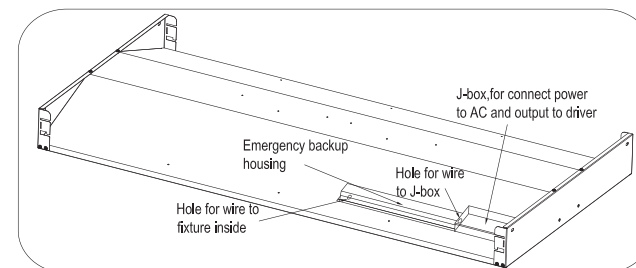 J-box,for connect power
to AC and output to driver
Emergency backup
housing
Hole for wire
to J-box
Hole for wire to
fixture inside